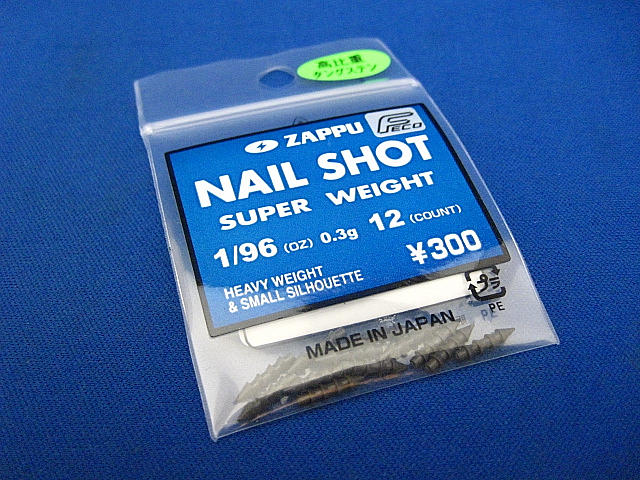 高比重
タングステン
ZAPPU
FECO
NAIL SHOT
SUPER WEIGHT
1/96 (OZ) 0.3g 12 (COUNT)
¥300
HEAVY WEIGHT
& SMALL SILHOUETTE
プラ
PE
MADE IN JAPAN